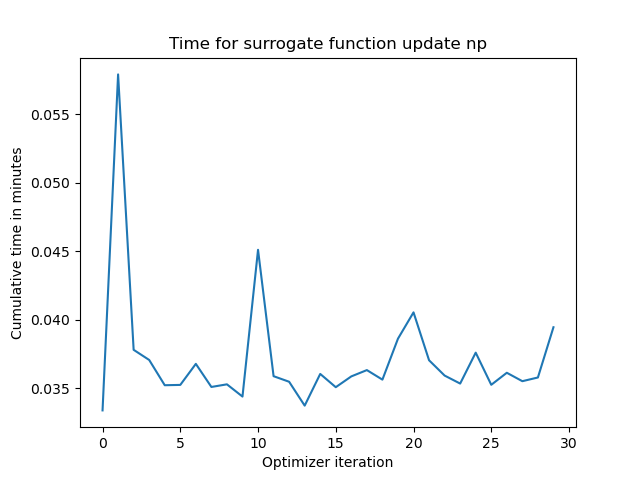 Time for surrogate function update np
Cumulative time in minutes
0.055
0.050
0.045
0.040
0.035
0 5 10 15 20 25 30
Optimizer iteration